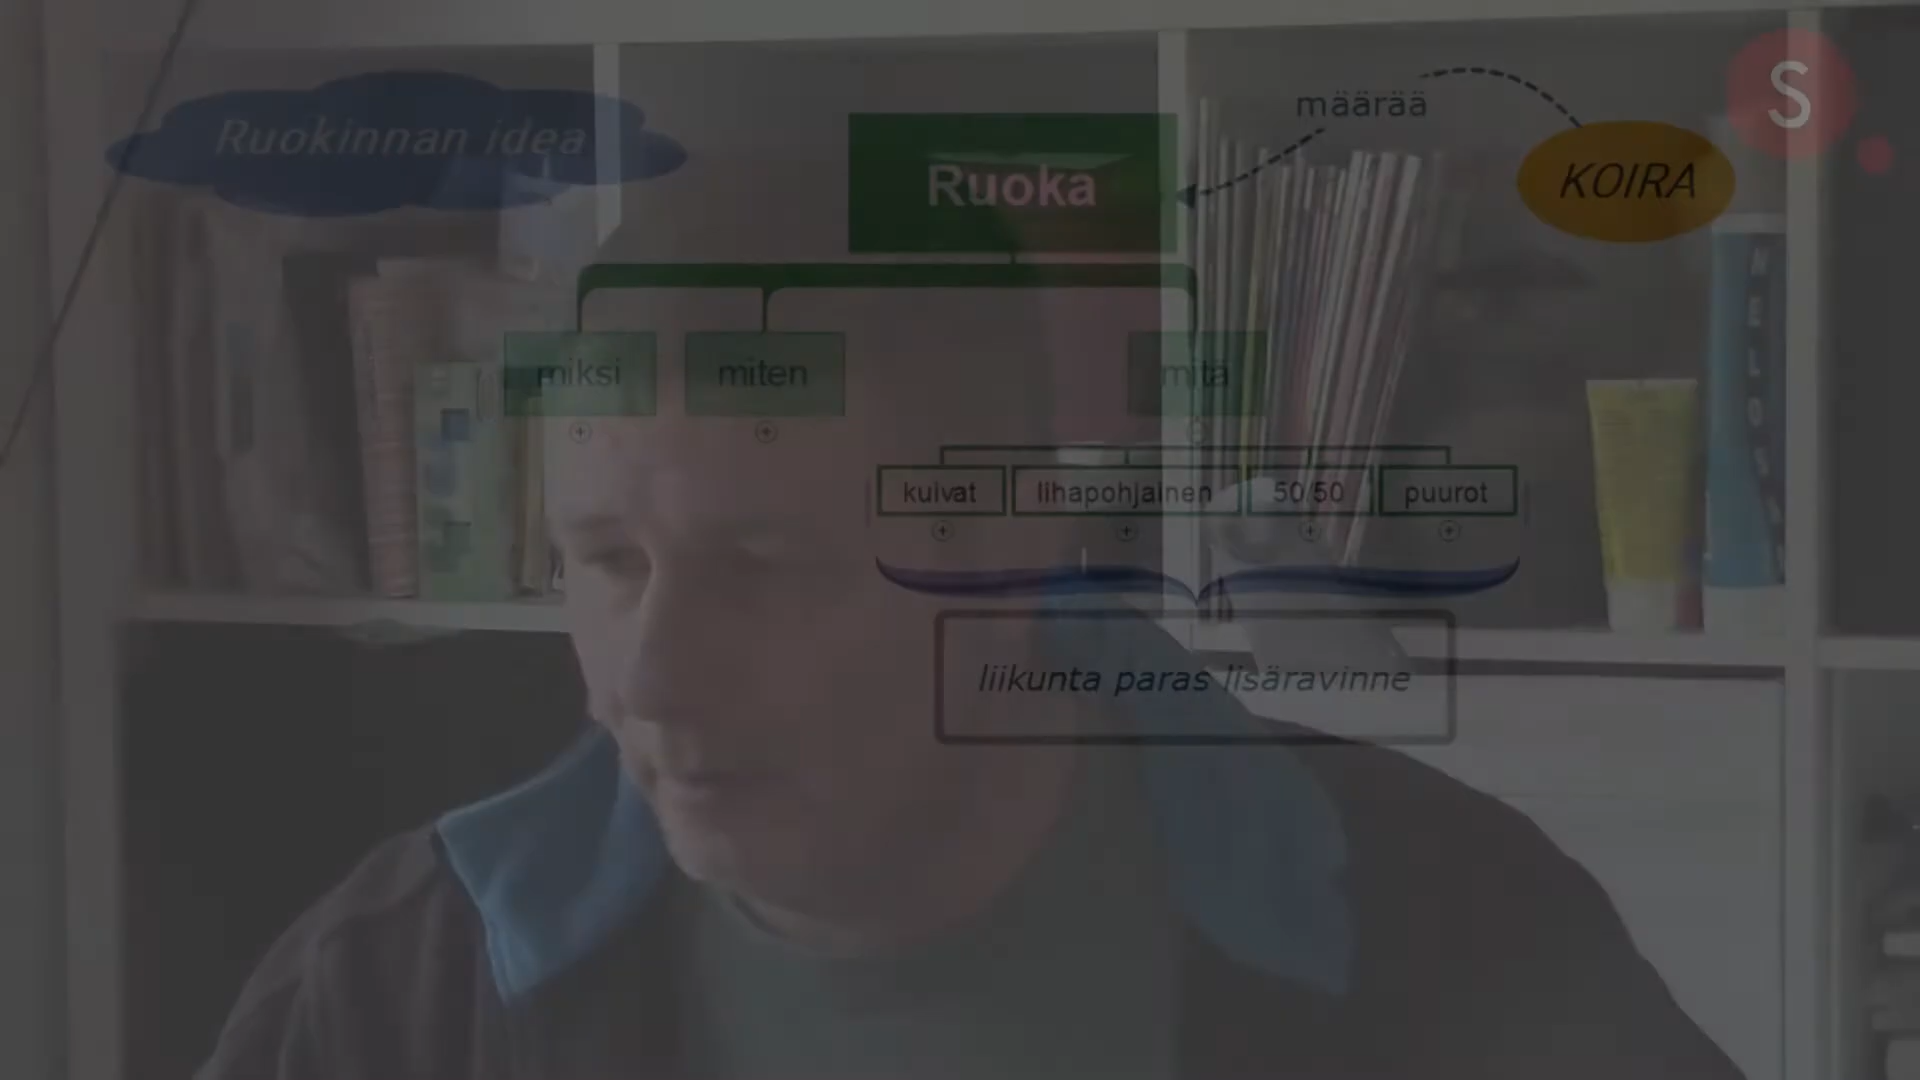 Ruokinnan idea
määrää
S
Ruoka
KOIRA
miksi
miten
mitä
kuivat
lihapohjainen
50/50
puurot
liikunta paras lisäravinne